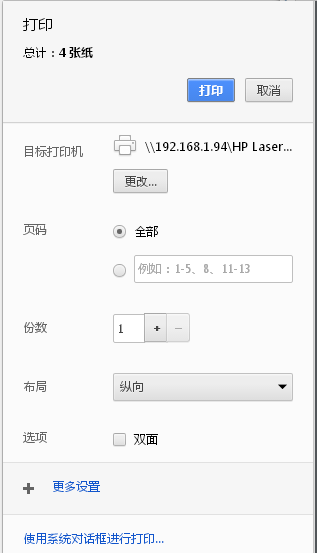 打印
总计：4 张纸
打印 取消
目标打印机 \\192.168.1.94\HP Laser...
更改...
页码 全部
例如：1-5、8、11-13
份数 1 + −
布局 纵向
选项 双面
+ 更多设置
使用系统对话框进行打印...